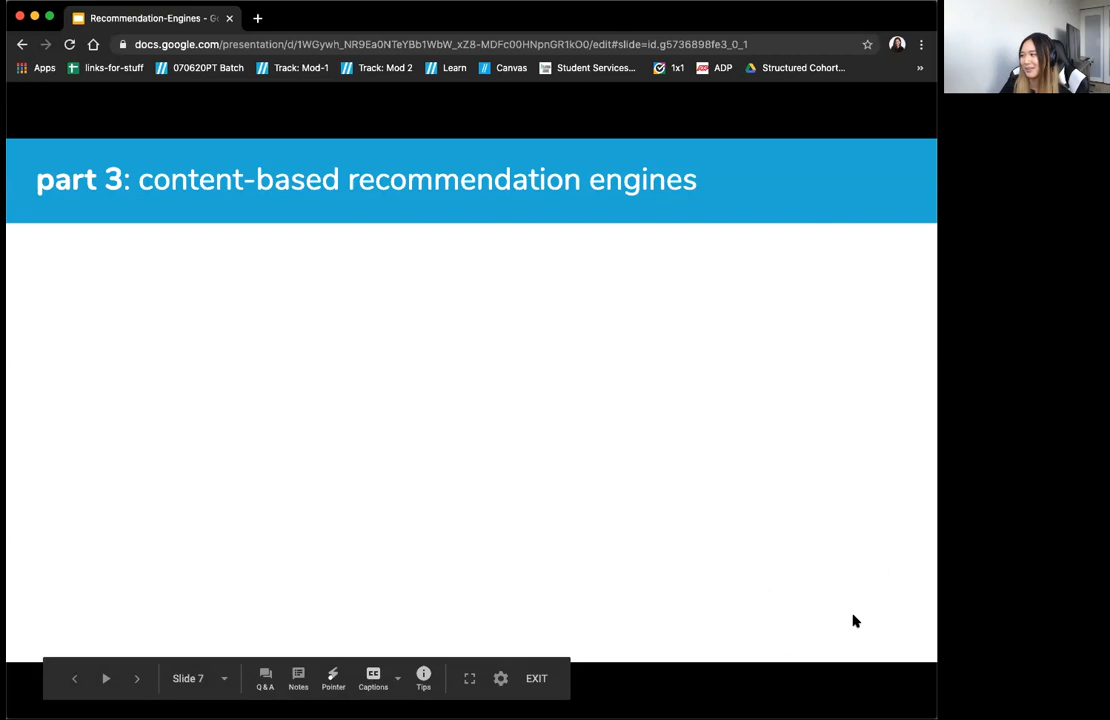 Recommendation-Engines - Go
docs.google.com/presentation/d/1WGywh_NR9Ea0NTeYBb1WbW_xZ8-MDFc00HNpnGR1kO0/edit#slide=id.g5736898fe3_0_1
Apps links-for-stuff 070620PT Batch Track: Mod-1 Track: Mod 2 Learn Canvas Student Services... 1x1 ADP Structured Cohort... »
part 3: content-based recommendation engines
Slide 7 Q&A Notes Pointer Captions Tips EXIT